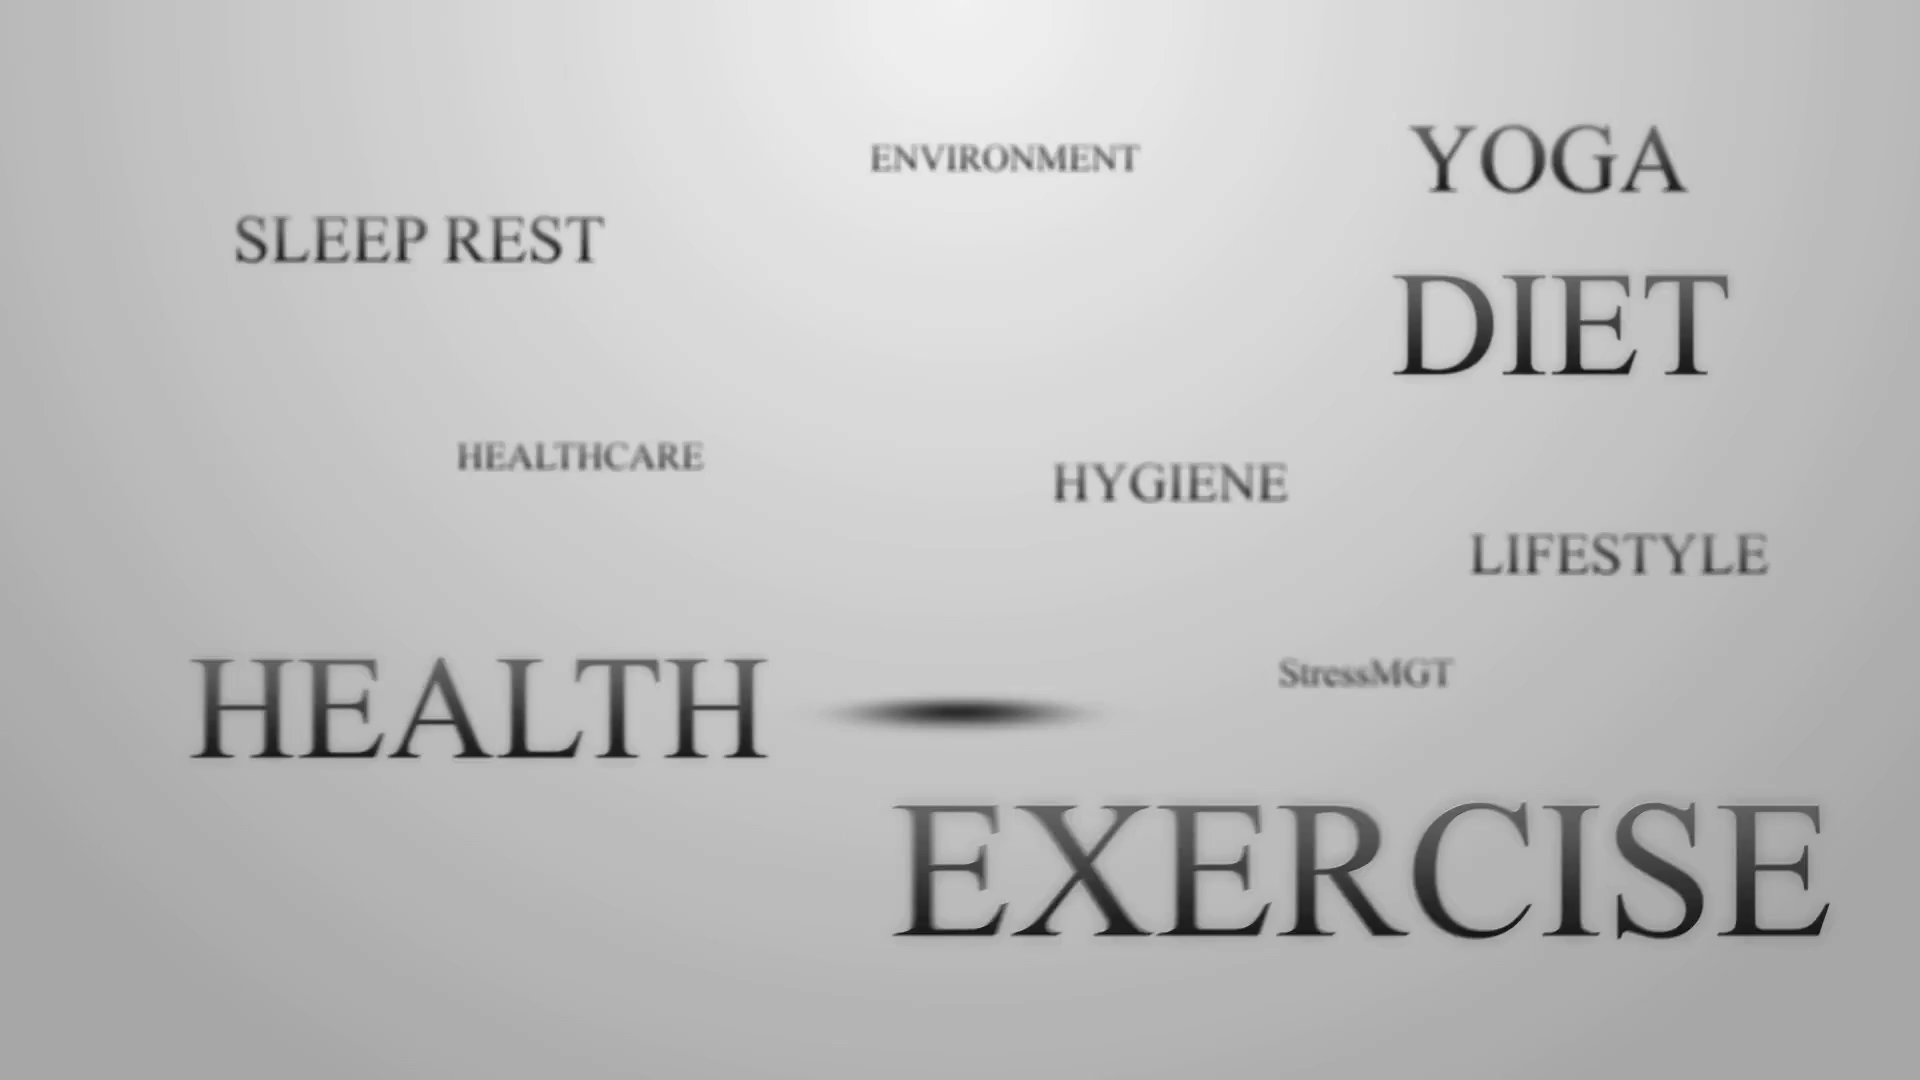 ENVIRONMENT
YOGA
SLEEP REST
DIET
HEALTHCARE
HYGIENE
LIFESTYLE
StressMGT
HEALTH
EXERCISE